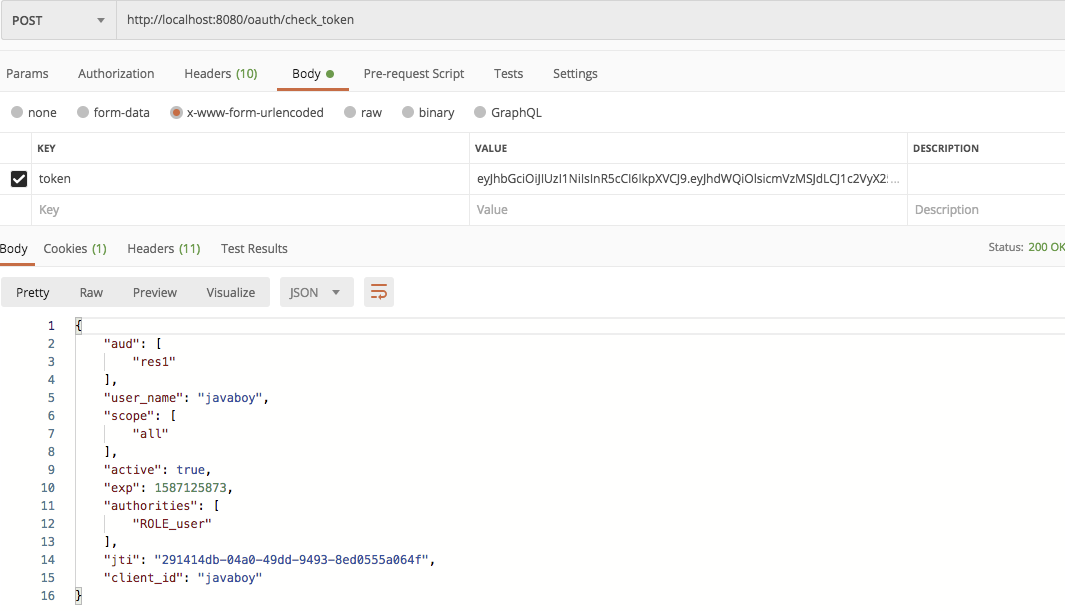 POST http://localhost:8080/oauth/check_token
Params Authorization Headers (10) Body Pre-request Script Tests Settings
none form-data x-www-form-urlencoded raw binary GraphQL
KEY VALUE DESCRIPTION
token eyJhbGciOiJIUzI1NiIsInR5cCI6IkpXVCJ9.eyJhdWQiOlsicmVzMSJdLCJ1c2VyX2...
Key Value Description
Body Cookies (1) Headers (11) Test Results Status: 200 OK
Pretty Raw Preview Visualize JSON
1 {
2 "aud": [
3 "res1"
4 ],
5 "user_name": "javaboy",
6 "scope": [
7 "all"
8 ],
9 "active": true,
10 "exp": 1587125873,
11 "authorities": [
12 "ROLE_user"
13 ],
14 "jti": "291414db-04a0-49dd-9493-8ed0555a064f",
15 "client_id": "javaboy"
16 }